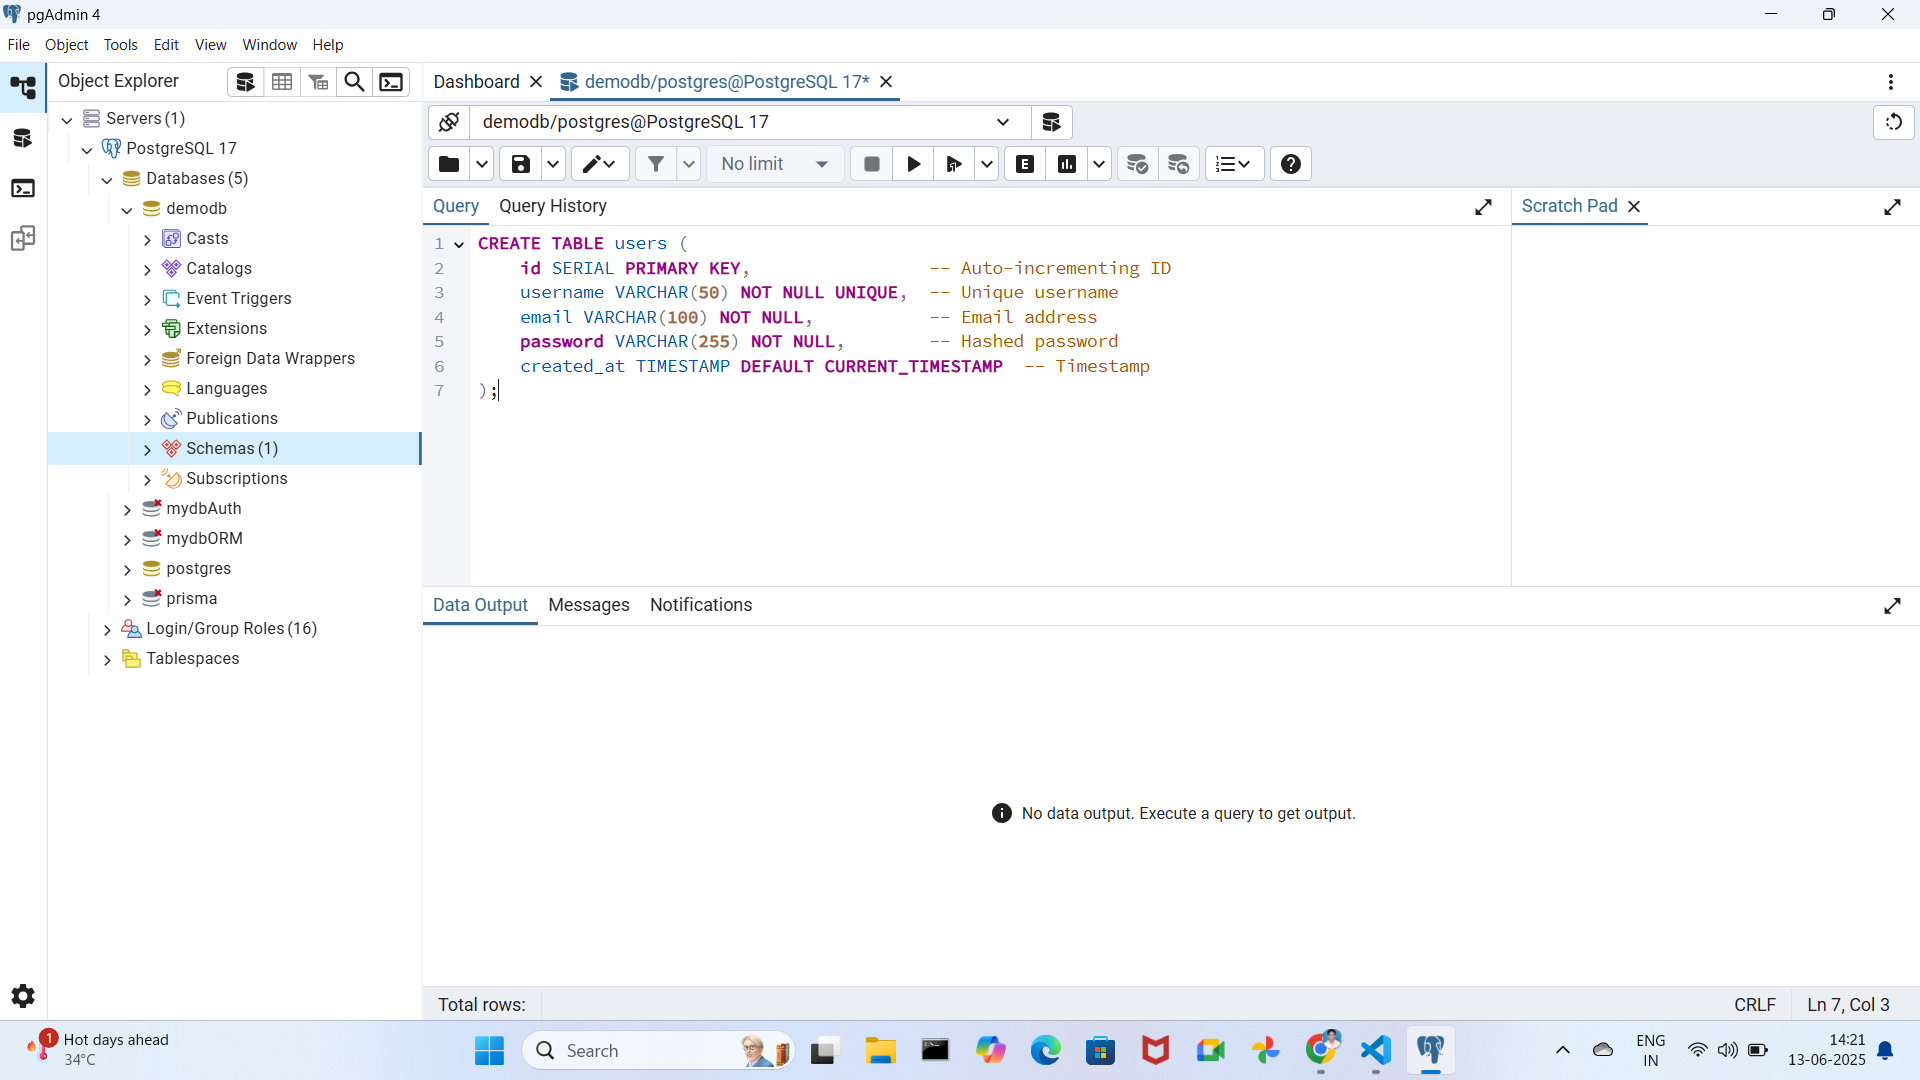 pgAdmin 4
File Object Tools Edit View Window Help
Object Explorer
Dashboard
demodb/postgres@PostgreSQL 17*
demodb/postgres@PostgreSQL 17
No limit
E
Servers (1)
PostgreSQL 17
Databases (5)
demodb
Casts
Catalogs
Event Triggers
Extensions
Foreign Data Wrappers
Languages
Publications
Schemas (1)
Subscriptions
mydbAuth
mydbORM
postgres
prisma
Login/Group Roles (16)
Tablespaces
Query Query History
Scratch Pad
1 CREATE TABLE users (
2 id SERIAL PRIMARY KEY, -- Auto-incrementing ID
3 username VARCHAR(50) NOT NULL UNIQUE, -- Unique username
4 email VARCHAR(100) NOT NULL, -- Email address
5 password VARCHAR(255) NOT NULL, -- Hashed password
6 created_at TIMESTAMP DEFAULT CURRENT_TIMESTAMP -- Timestamp
7 );
Data Output Messages Notifications
No data output. Execute a query to get output.
Total rows:
CRLF
Ln 7, Col 3
1
Hot days ahead
34°C
Search
ENG
IN
14:21
13-06-2025